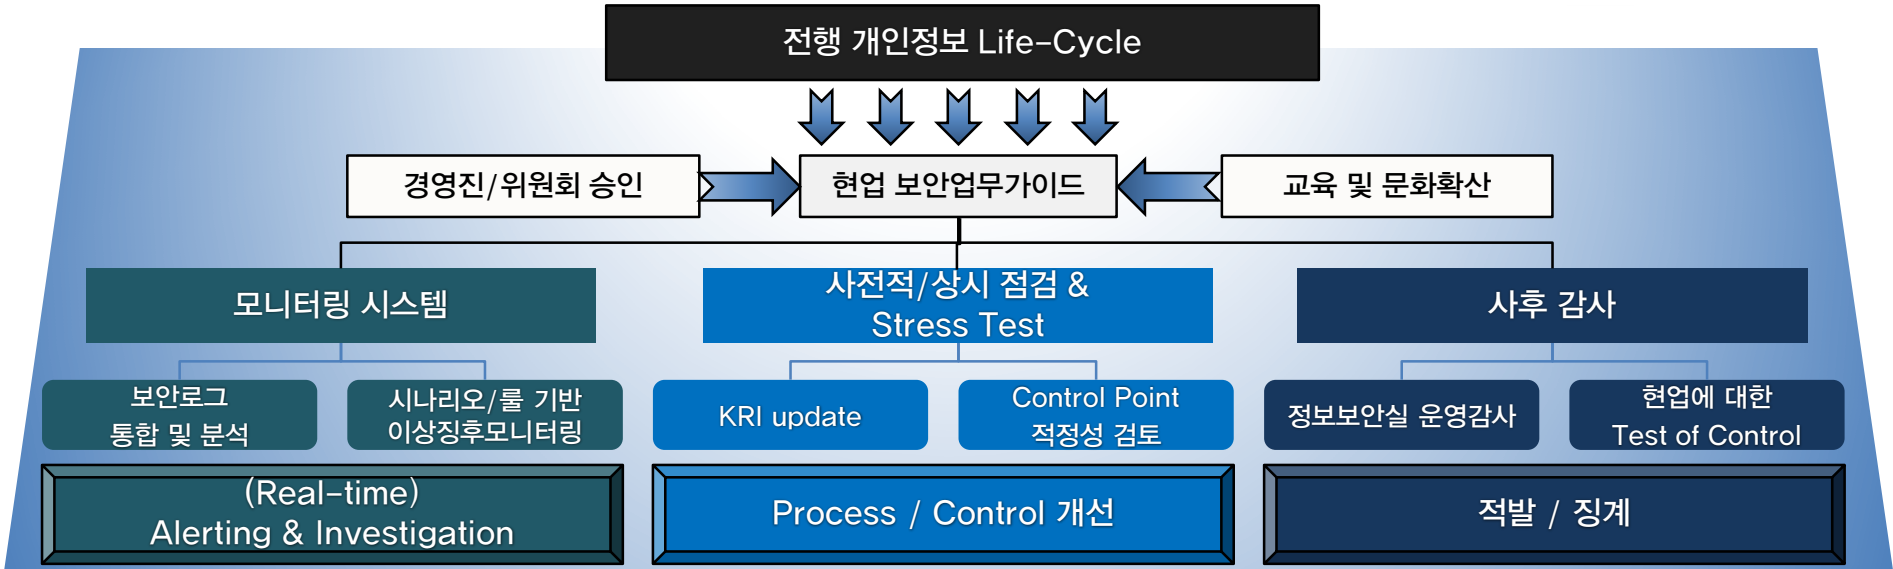 전행 개인정보 Life-Cycle
경영진/위원회 승인
현업 보안업무가이드
교육 및 문화확산
모니터링 시스템
사전적/상시 점검 &
Stress Test
사후 감사
보안로그
통합 및 분석
시나리오/룰 기반
이상징후모니터링
KRI update
Control Point
적정성 검토
정보보안실 운영감사
현업에 대한
Test of Control
(Real-time)
Alerting & Investigation
Process / Control 개선
적발 / 징계